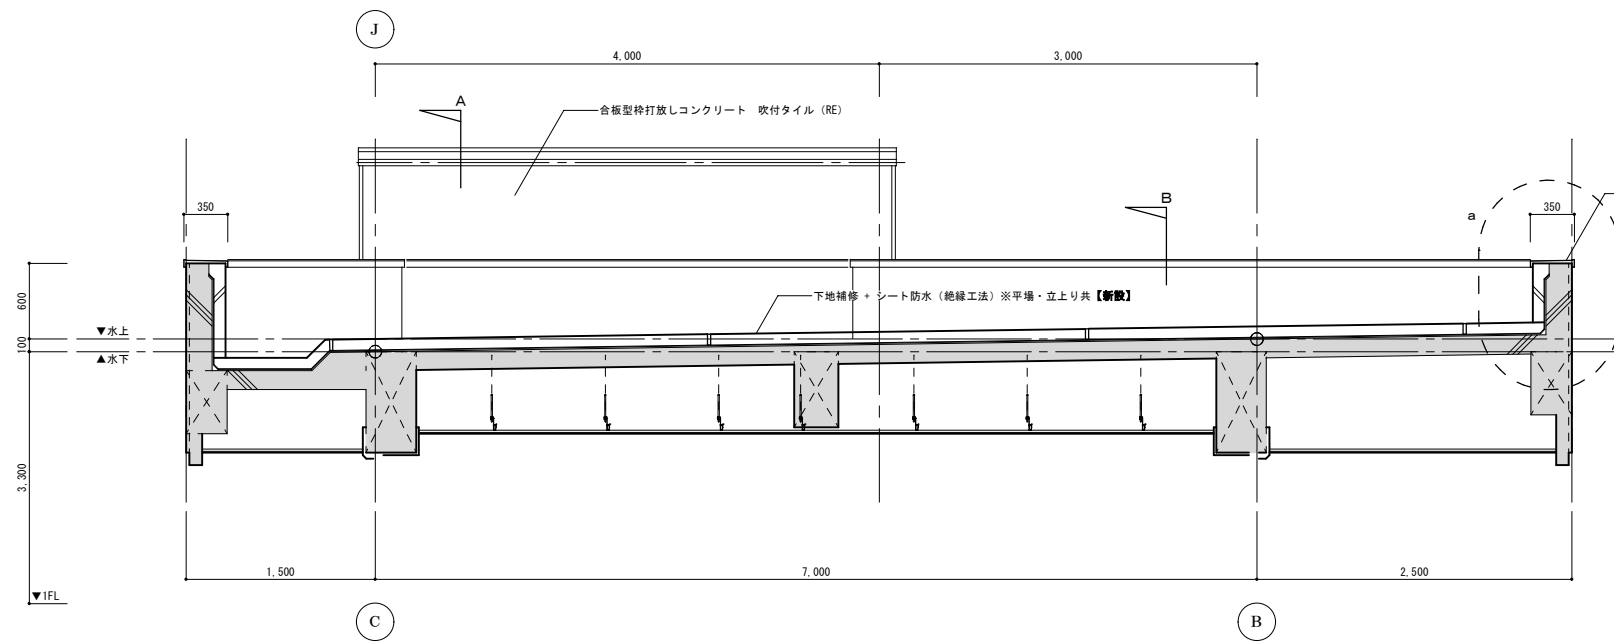 J
4,000
3,000
A
合板型枠打放しコンクリート 吹付タイル（RE）
B
a
350
350
600
下地補修 + シート防水（絶縁工法）※平場・立上り共【新設】
▼水上
100
▲水下
3,300
1,500
7,000
2,500
▼1FL
C
B